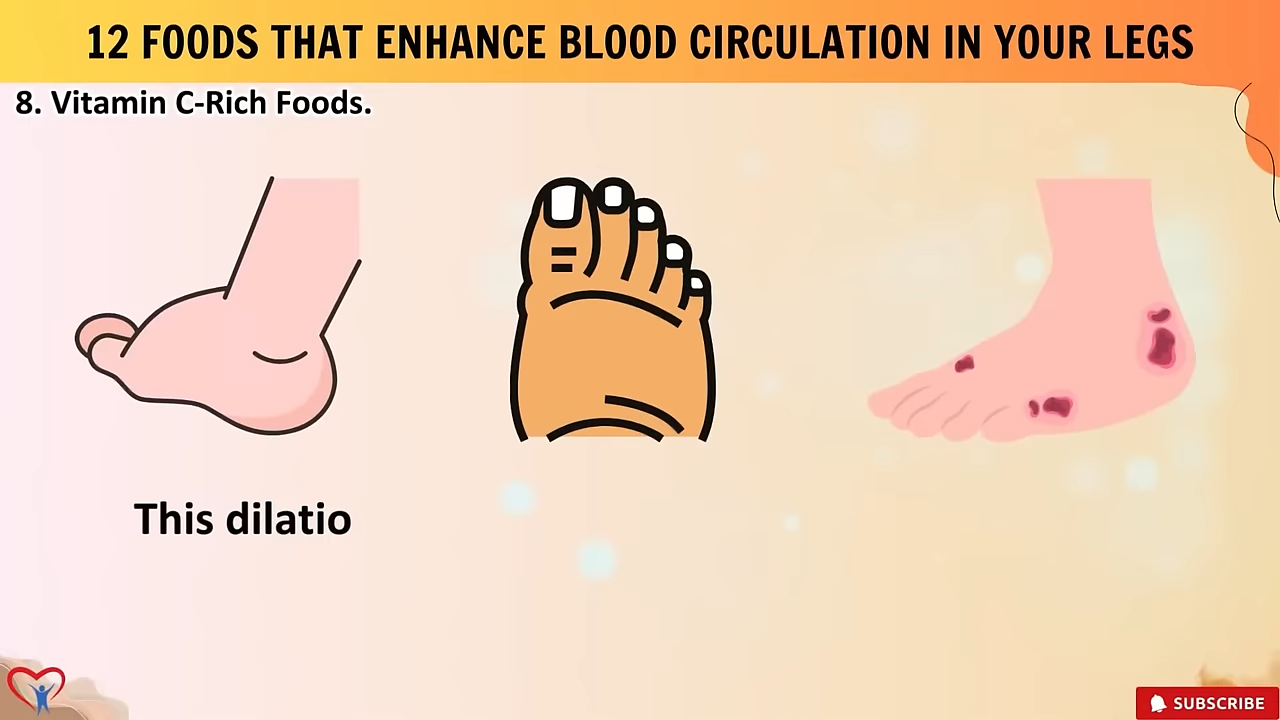 12 FOODS THAT ENHANCE BLOOD CIRCULATION IN YOUR LEGS
8. Vitamin C-Rich Foods.
This dilatio
SUBSCRIBE